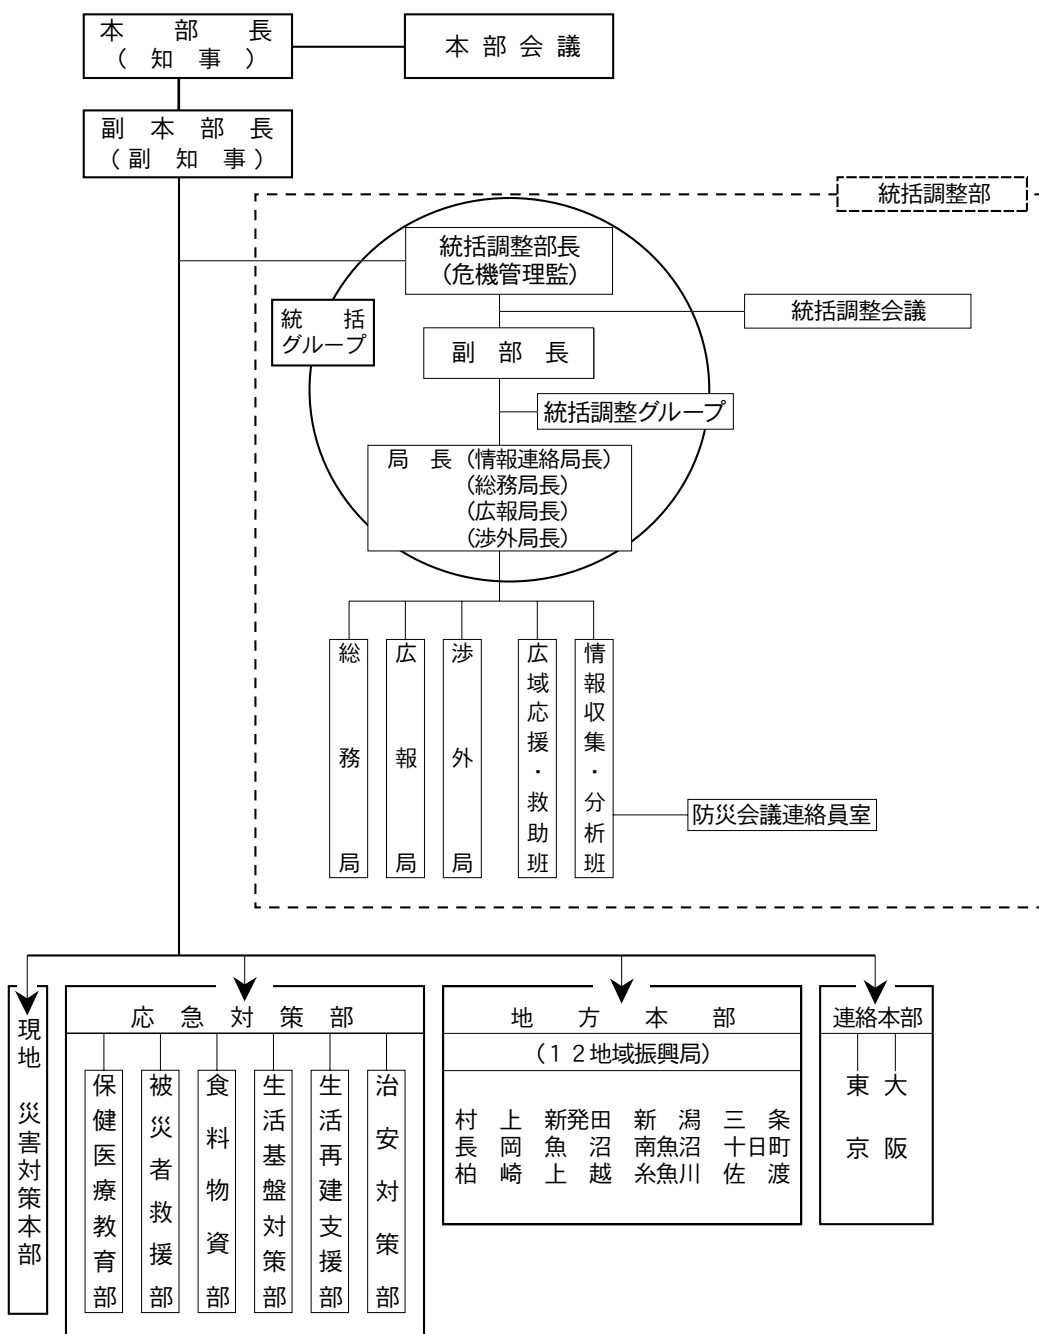 本部長
（知事）
本部会議
副本部長
（副知事）
統括調整部
統括調整部長
（危機管理監）
統括
グループ
統括調整会議
副部長
統括調整グループ
局長（情報連絡局長）
（総務局長）
（広報局長）
（渉外局長）
総務局
広報局
渉外局
広域応援・救助班
情報収集・分析班
防災会議連絡員室
現地災害対策本部
応急対策部
保健医療教育部
被災者救援部
食料物資部
生活基盤対策部
生活再建支援部
治安対策部
地方本部
（１２地域振興局）
村上 新発田 新潟 三条
長岡 魚沼 南魚沼 十日町
柏崎 上越 糸魚川 佐渡
連絡本部
東京
大阪